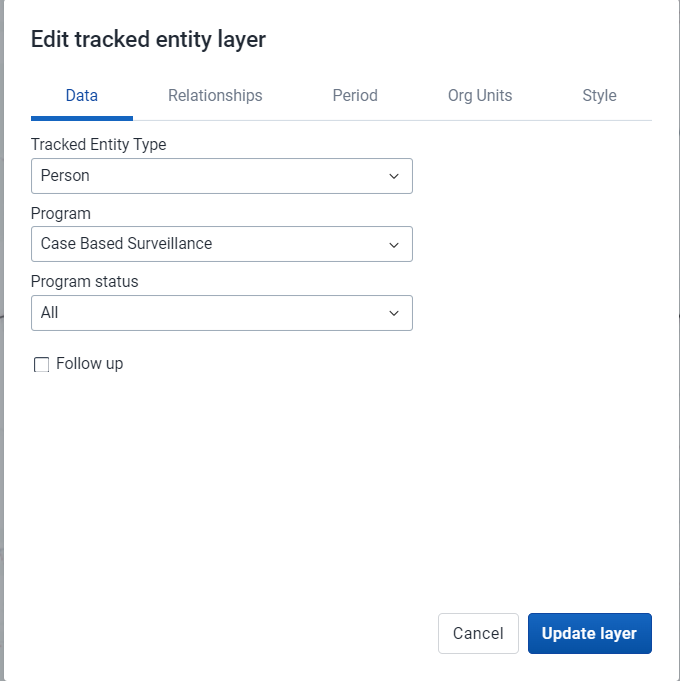 Edit tracked entity layer
Data Relationships Period Org Units Style
Tracked Entity Type
Person
Program
Case Based Surveillance
Program status
All
Follow up
Cancel Update layer